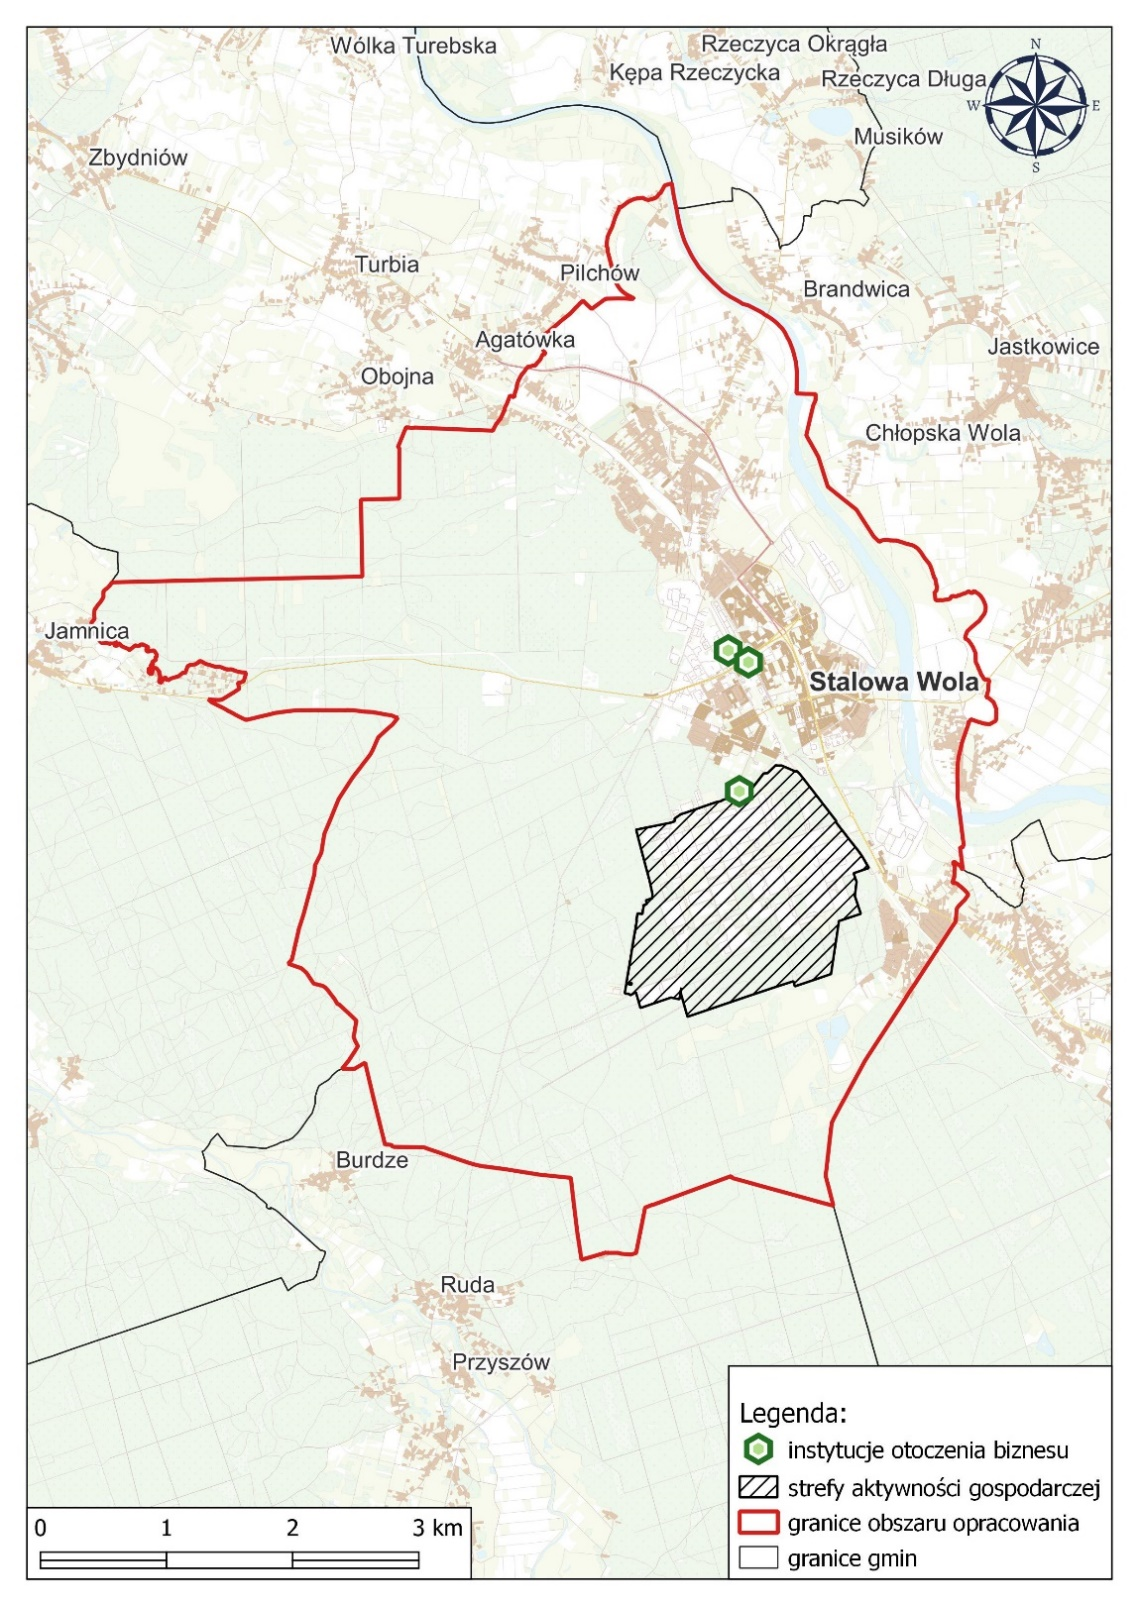 Wólka Turebska
Rzeczyca Okrągła
Kępa Rzeczycka
Rzeczyca Długa
N
W
E
S
Musików
Zbydniów
Turbia
Pilchów
Brandwica
Agatówka
Jastkowice
Obojna
Chłopska Wola
Jamnica
Stalowa Wola
Burdze
Ruda
Przyszów
Legenda:
instytucje otoczenia biznesu
strefy aktywności gospodarczej
granice obszaru opracowania
granice gmin
0 1 2 3 km